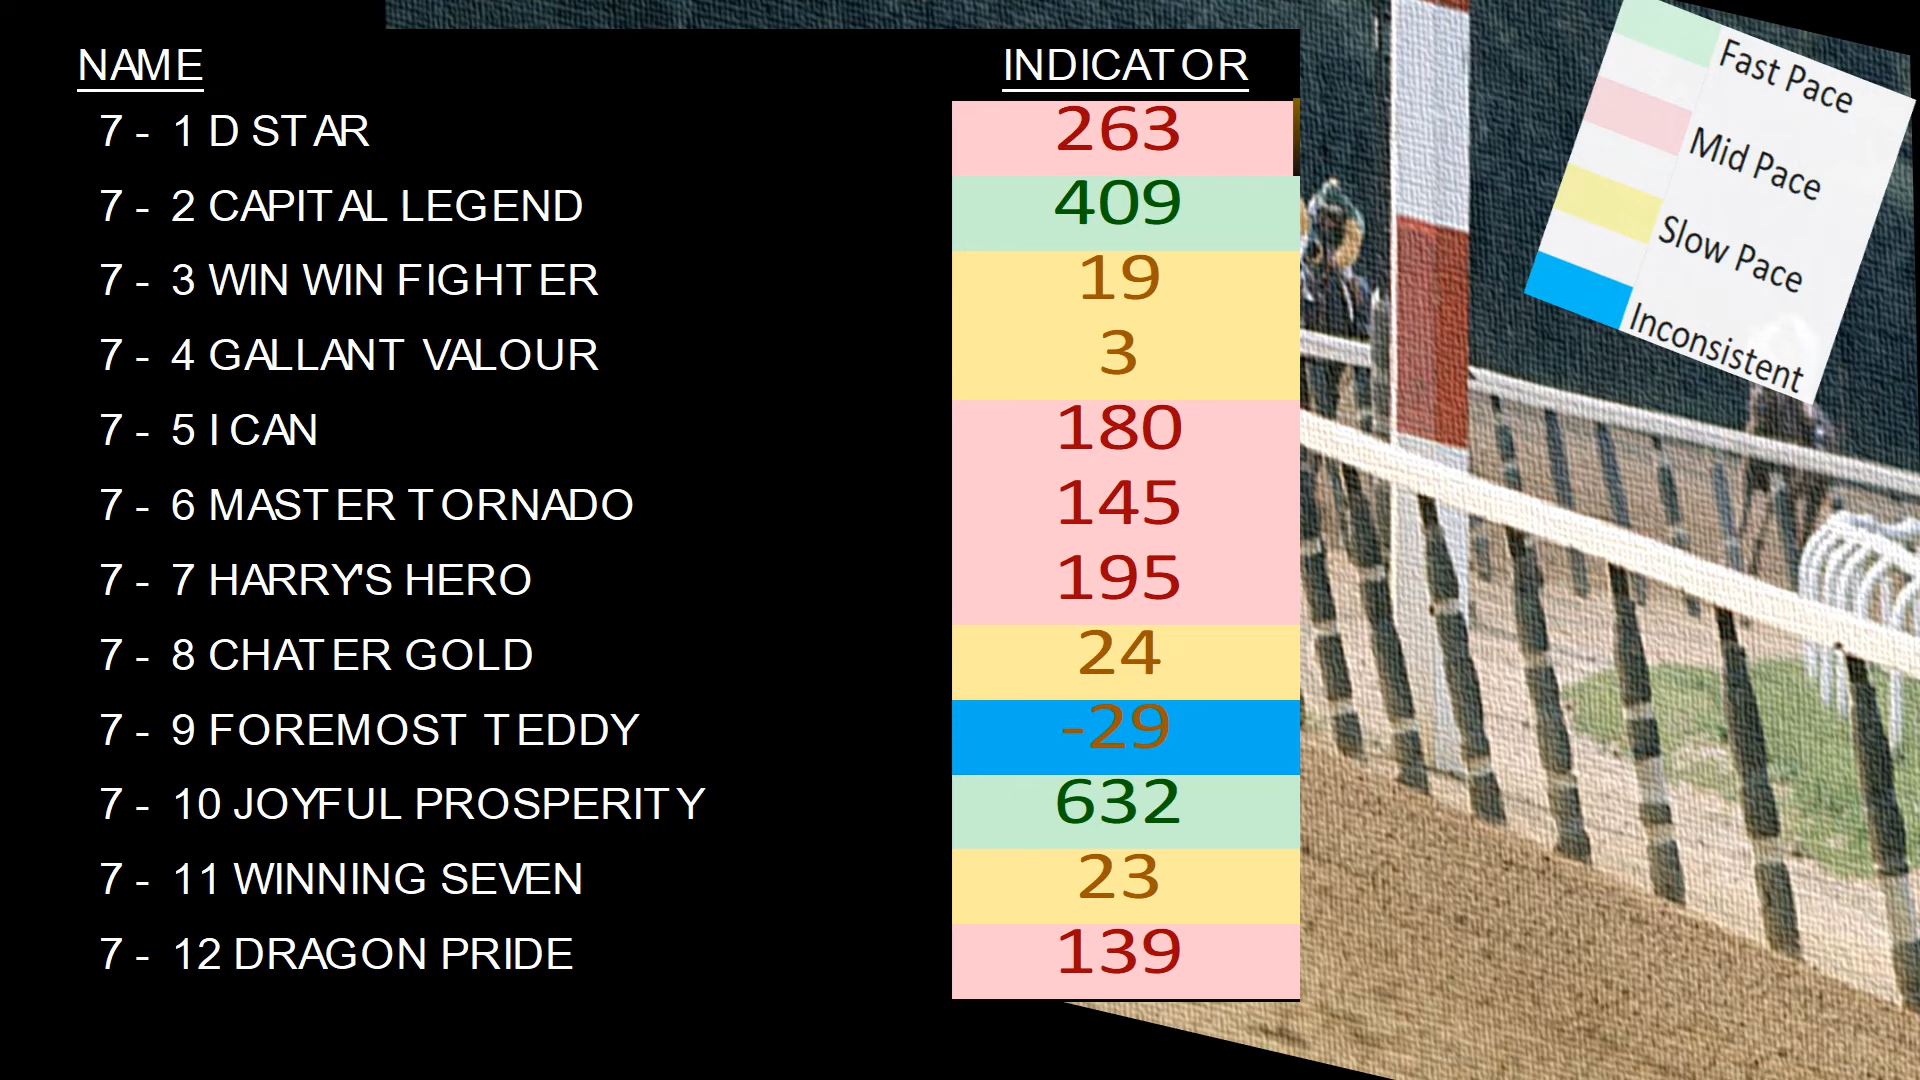 NAME INDICATOR
7 - 1 D STAR 263
7 - 2 CAPITAL LEGEND 409
7 - 3 WIN WIN FIGHTER 19
7 - 4 GALLANT VALOUR 3
7 - 5 I CAN 180
7 - 6 MASTER TORNADO 145
7 - 7 HARRY'S HERO 195
7 - 8 CHATER GOLD 24
7 - 9 FOREMOST TEDDY -29
7 - 10 JOYFUL PROSPERITY 632
7 - 11 WINNING SEVEN 23
7 - 12 DRAGON PRIDE 139
Fast Pace
Mid Pace
Slow Pace
Inconsistent